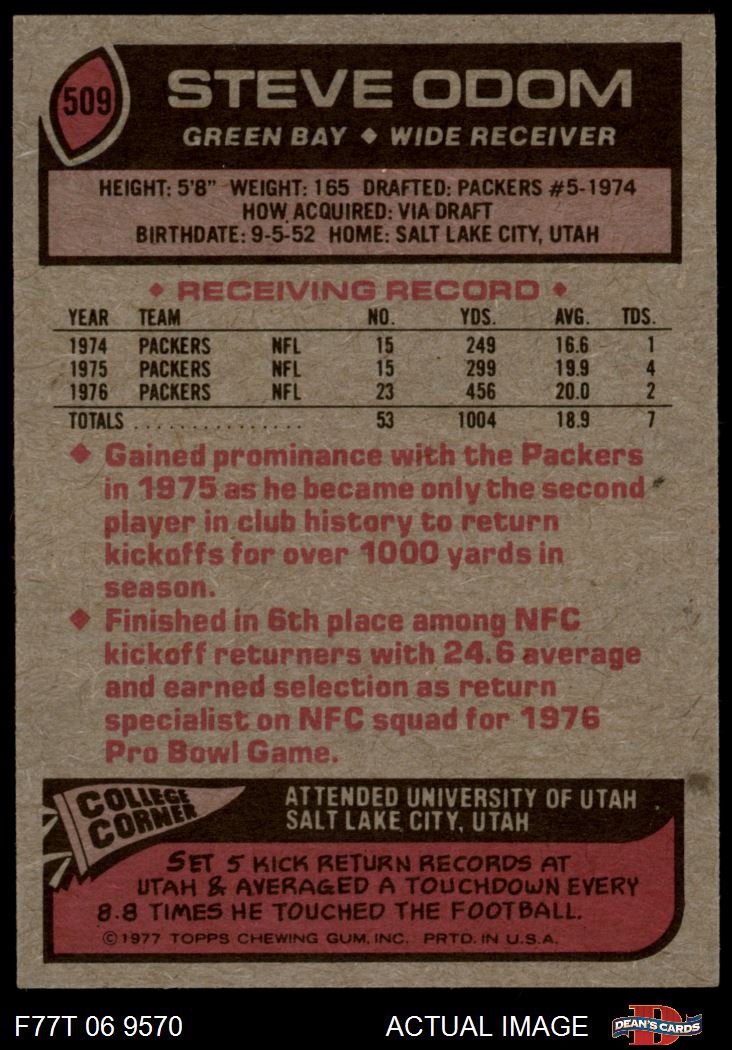 509
STEVE ODOM
GREEN BAY ◆ WIDE RECEIVER
HEIGHT: 5'8" WEIGHT: 165 DRAFTED: PACKERS #5-1974
HOW ACQUIRED: VIA DRAFT
BIRTHDATE: 9-5-52 HOME: SALT LAKE CITY, UTAH
◆ RECEIVING RECORD ◆
YEAR TEAM NO. YDS. AVG. TDS.
1974 PACKERS NFL 15 249 16.6 1
1975 PACKERS NFL 15 299 19.9 4
1976 PACKERS NFL 23 456 20.0 2
TOTALS . . . . . . . . . . . . . . . 53 1004 18.9 7
◆ Gained prominance with the Packers
in 1975 as he became only the second
player in club history to return
kickoffs for over 1000 yards in
season.
◆ Finished in 6th place among NFC
kickoff returners with 24.6 average
and earned selection as return
specialist on NFC squad for 1976
Pro Bowl Game.
COLLEGE
CORNER
ATTENDED UNIVERSITY OF UTAH
SALT LAKE CITY, UTAH
SET 5 KICK RETURN RECORDS AT
UTAH & AVERAGED A TOUCHDOWN EVERY
8.8 TIMES HE TOUCHED THE FOOTBALL.
©1977 TOPPS CHEWING GUM, INC. PRTD. IN U.S.A.
F77T 06 9570 ACTUAL IMAGE D DEAN'S CARDS